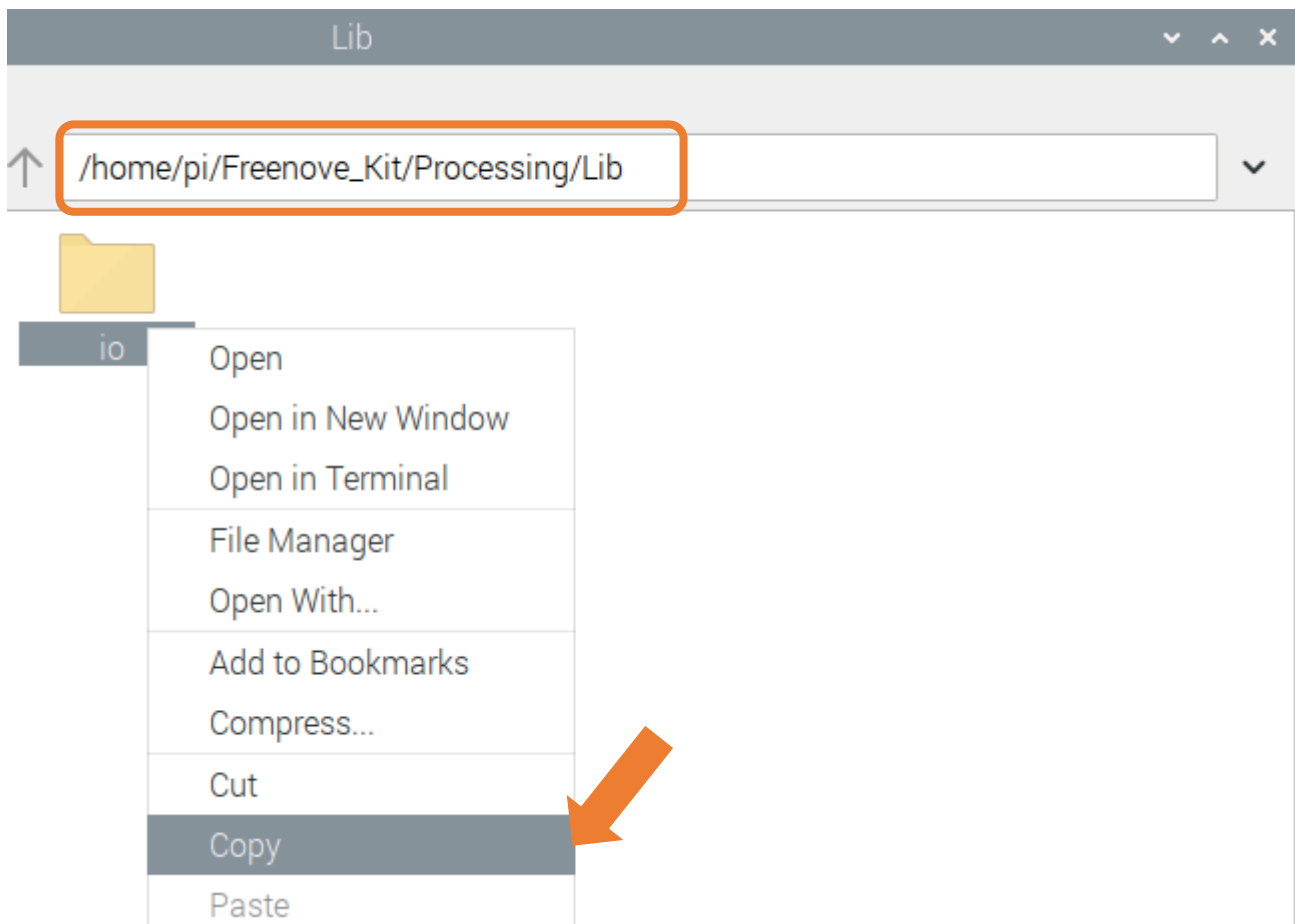 Lib
/home/pi/Freenove_Kit/Processing/Lib
io
Open
Open in New Window
Open in Terminal
File Manager
Open With...
Add to Bookmarks
Compress...
Cut
Copy
Paste